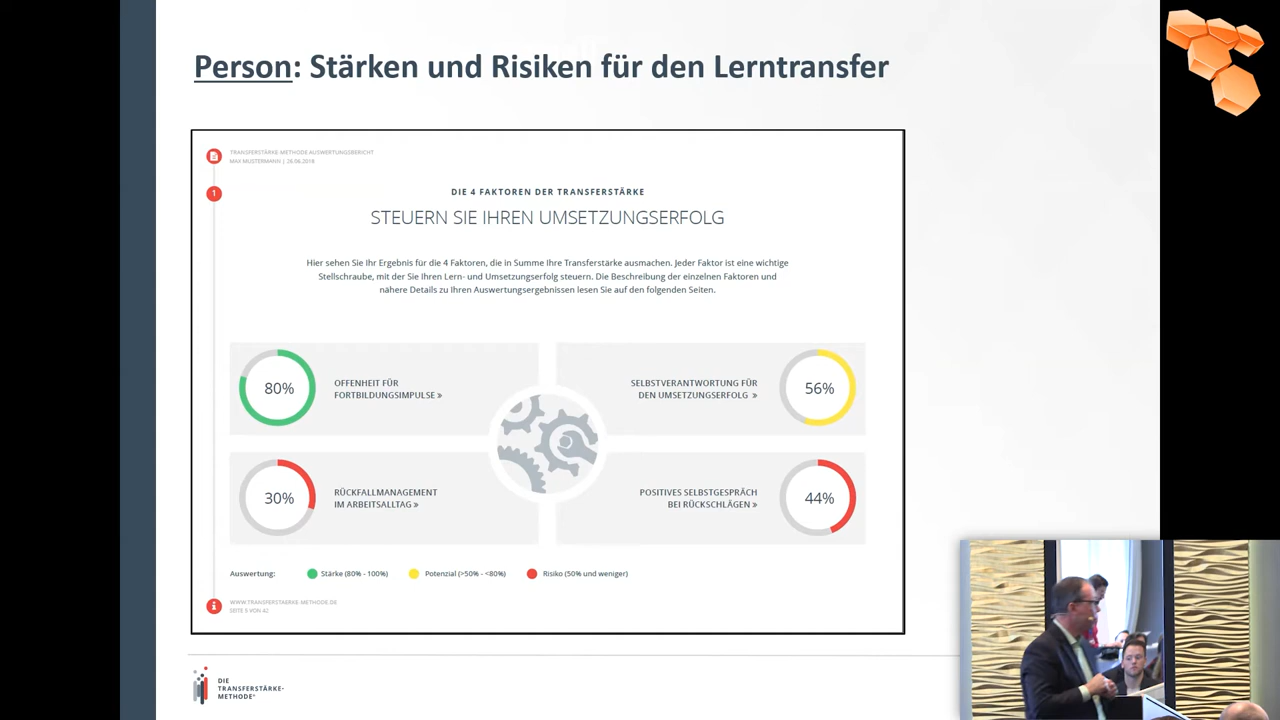 Person: Stärken und Risiken für den Lerntransfer
TRANSFERSTÄRKE-METHODE AUSWERTUNGSBERICHT
MAX MUSTERMANN | 26.06.2018
1
DIE 4 FAKTOREN DER TRANSFERSTÄRKE
STEUERN SIE IHREN UMSETZUNGSERFOLG
Hier sehen Sie Ihr Ergebnis für die 4 Faktoren, die in Summe Ihre Transferstärke ausmachen. Jeder Faktor ist eine wichtige
Stellschraube, mit der Sie Ihren Lern- und Umsetzungserfolg steuern. Die Beschreibung der einzelnen Faktoren und
nähere Details zu Ihren Auswertungsergebnissen lesen Sie auf den folgenden Seiten.
80%
OFFENHEIT FÜR
FORTBILDUNGSIMPULSE »
SELBSTVERANTWORTUNG FÜR
DEN UMSETZUNGSERFOLG »
56%
30%
RÜCKFALLMANAGEMENT
IM ARBEITSALLTAG »
POSITIVES SELBSTGESPRÄCH
BEI RÜCKSCHLÄGEN »
44%
Auswertung: Stärke (80% - 100%) Potenzial (>50% - <80%) Risiko (50% und weniger)
WWW.TRANSFERSTAERKE-METHODE.DE
SEITE 5 VON 42
DIE
TRANSFERSTÄRKE-
METHODE®